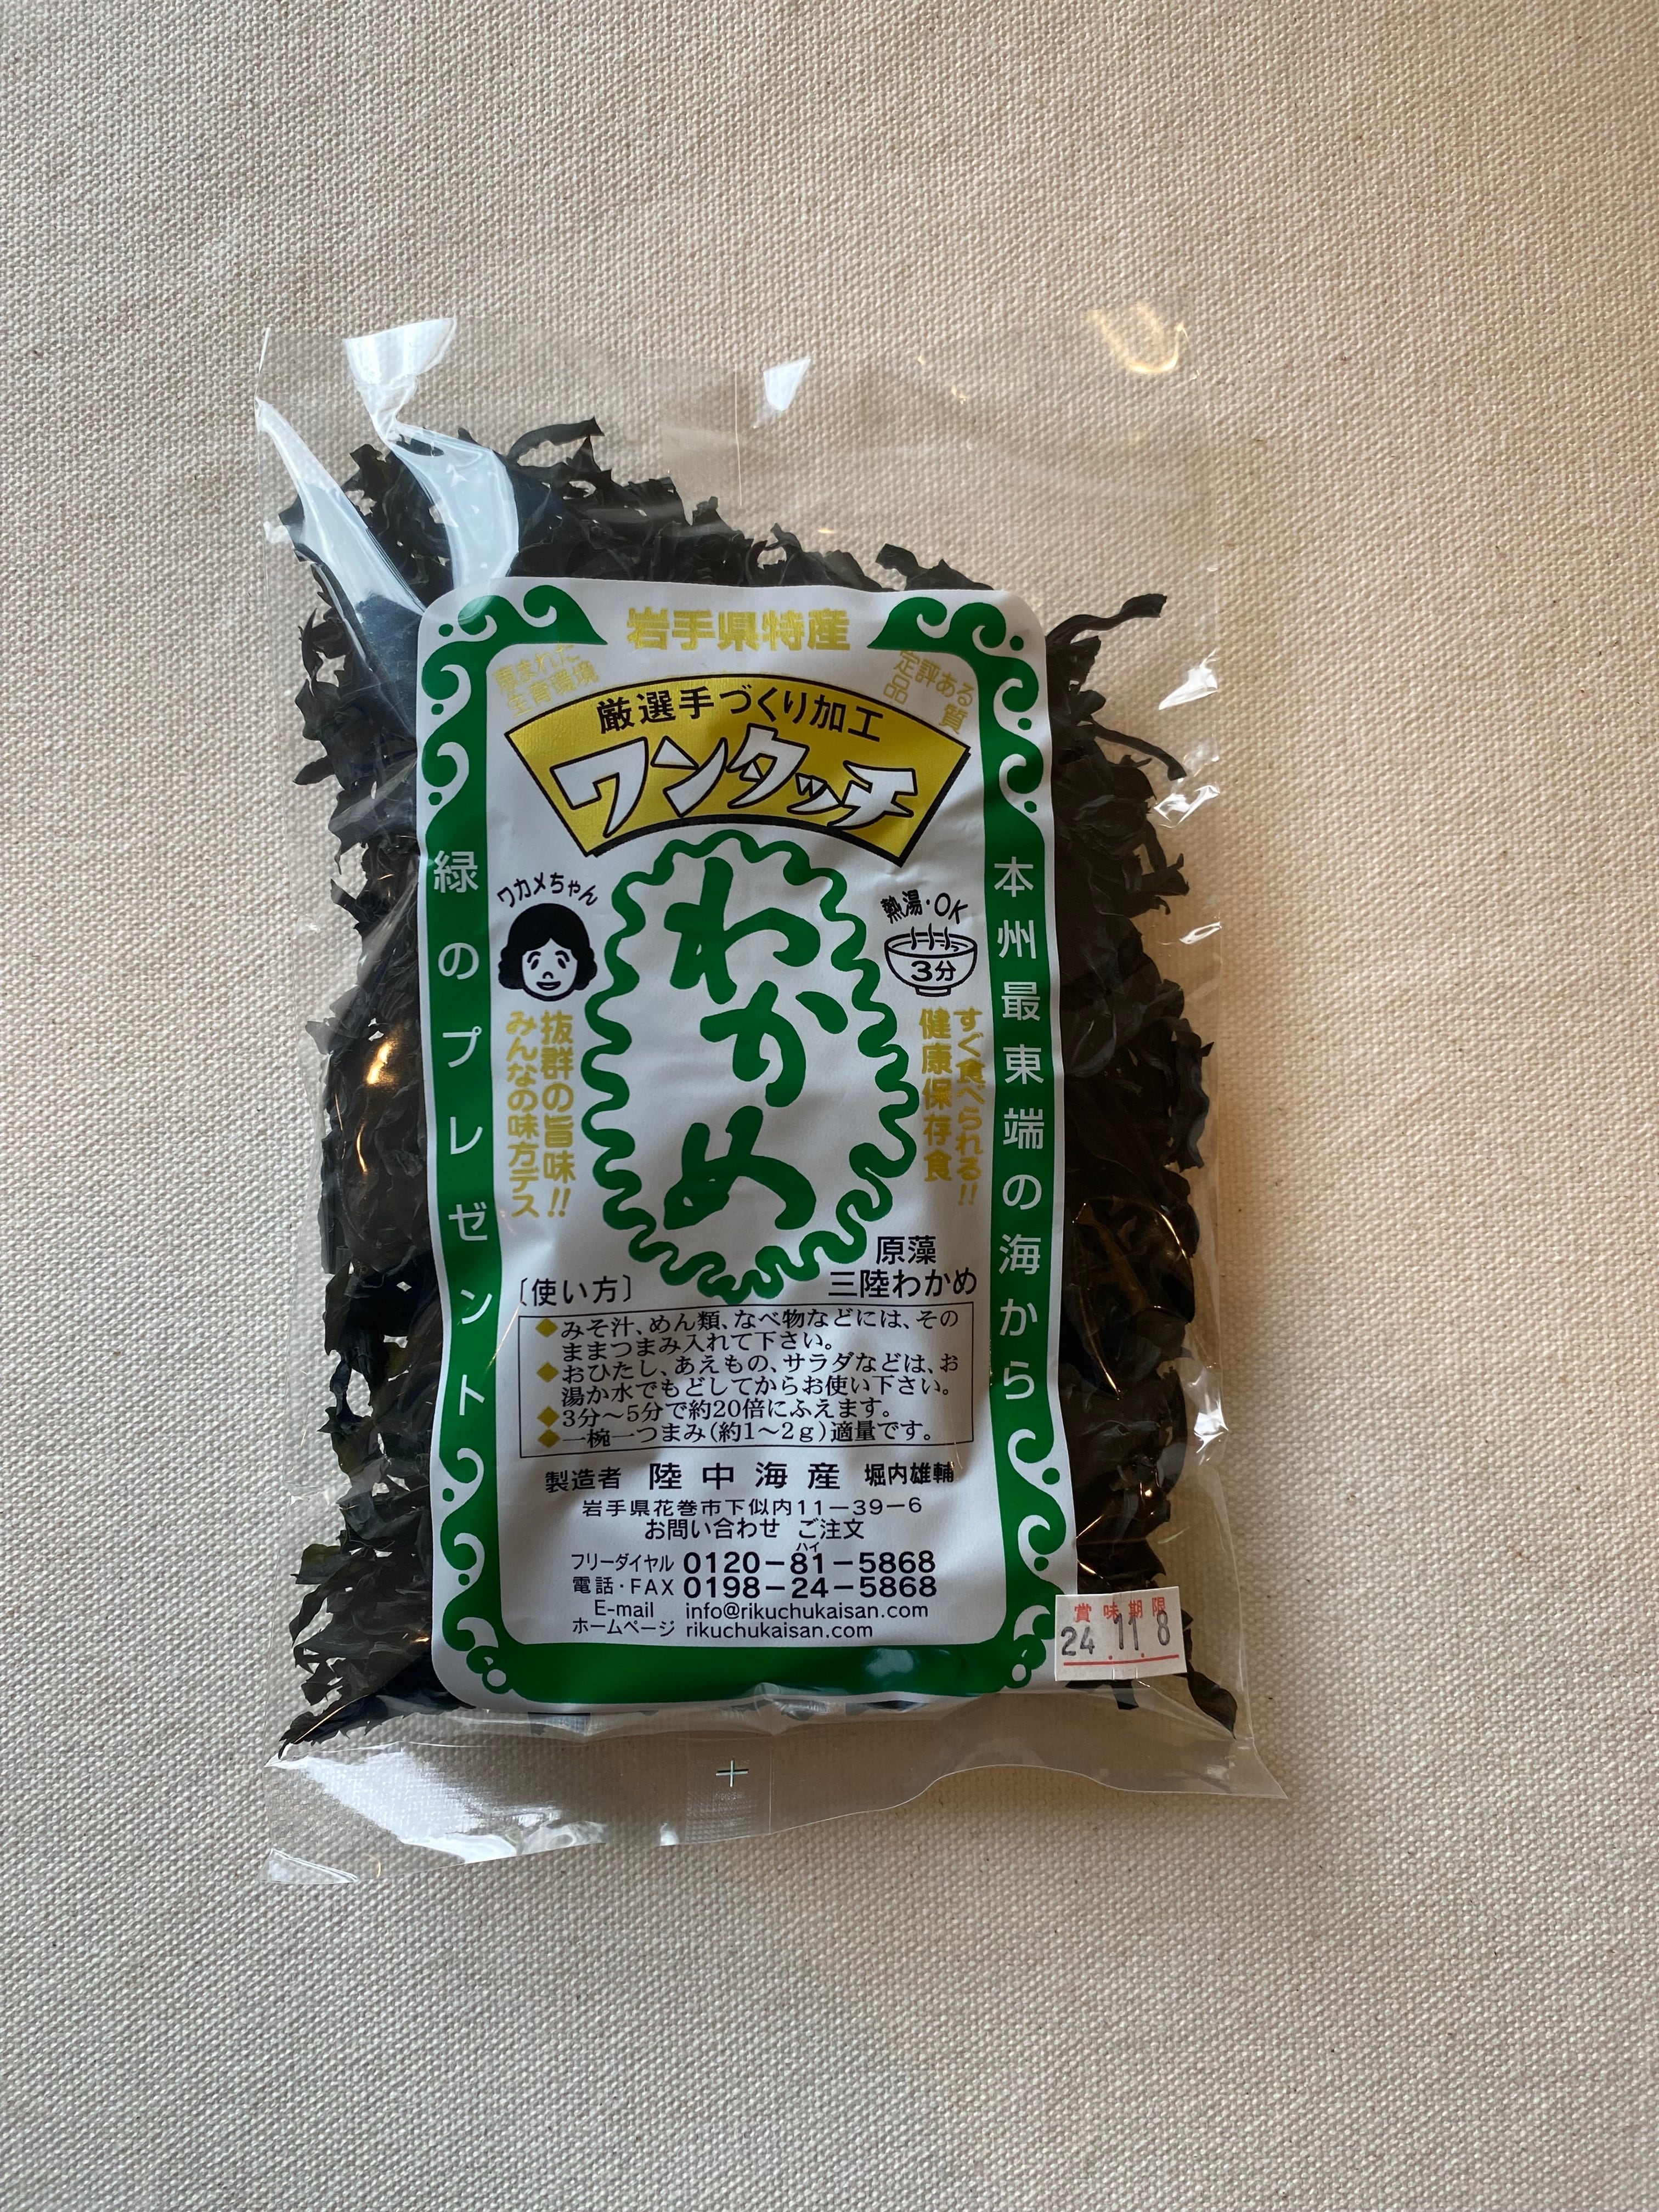 岩手県特産
恵まれた
生育環境
定評ある
品質
厳選手づくり加工
ワンタッチ
わかめ
ワカメちゃん
熱湯・OK
3分
抜群の旨味!!
みんなの味方デス
すぐ食べられる!!
健康保存食
本州最東端の海から
緑のプレゼント
原藻
三陸わかめ
〔使い方〕
◆みそ汁、めん類、なべ物などには、その
ままつまみ入れて下さい。
◆おひたし、あえもの、サラダなどは、お
湯か水でもどしてからお使い下さい。
◆3分〜5分で約20倍にふえます。
◆一椀一つまみ(約1〜2g)適量です。
製造者 陸中海産 堀内雄輔
岩手県花巻市下似内11－39－6
お問い合わせ ご注文
ハイ
フリーダイヤル 0120－81－5868
電話・FAX 0198－24－5868
E-mail info@rikuchukaisan.com
ホームページ rikuchukaisan.com
賞味期限
24.11.8